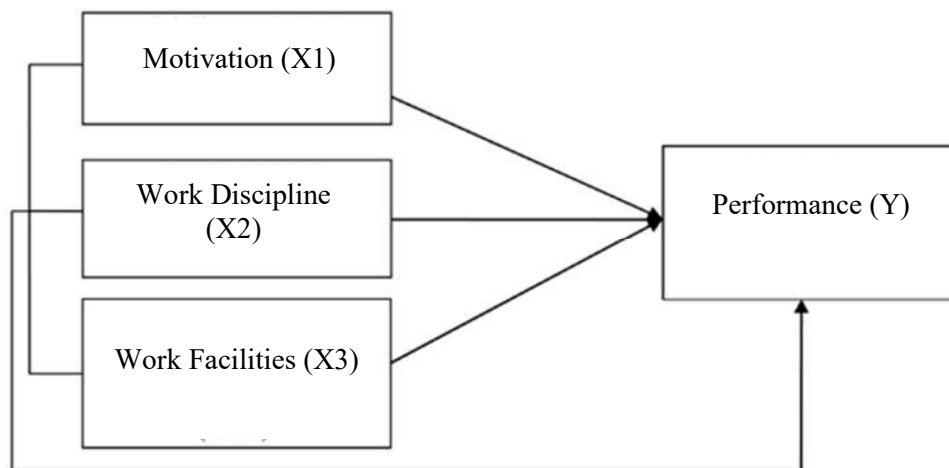 Motivation (X1)
Work Discipline
(X2)
Performance (Y)
Work Facilities (X3)